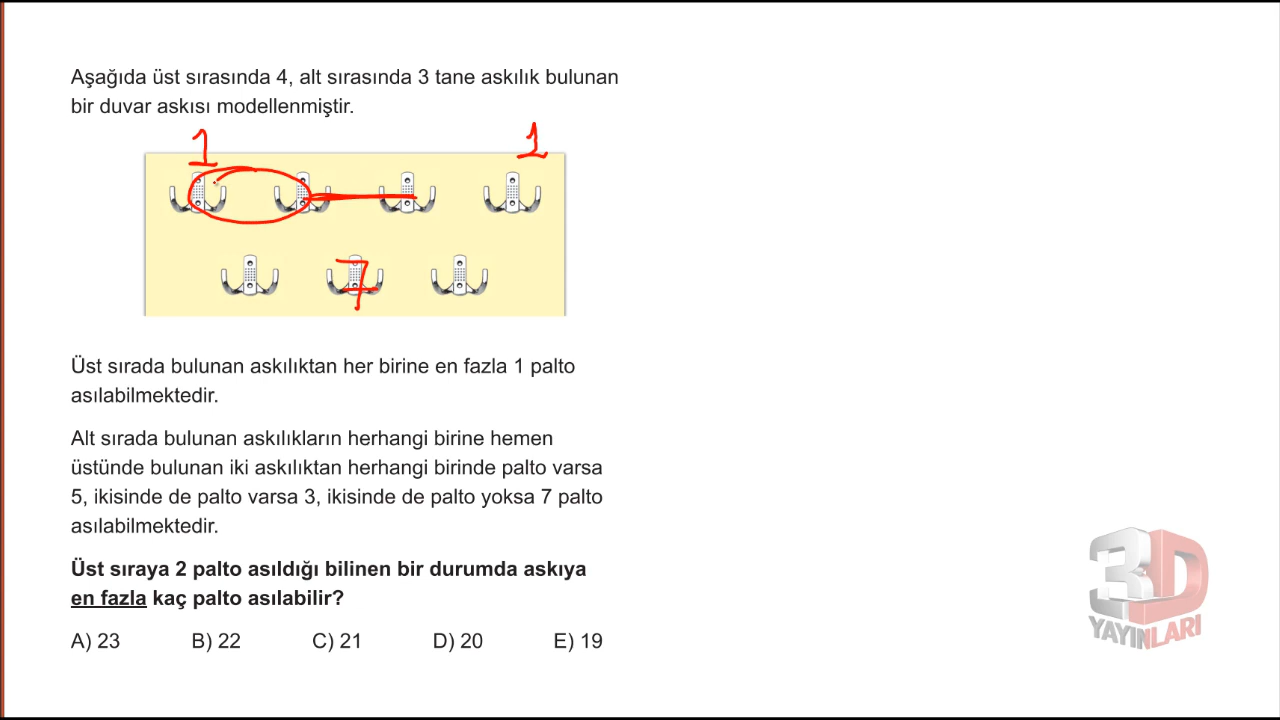 Aşağıda üst sırasında 4, alt sırasında 3 tane askılık bulunan
bir duvar askısı modellenmiştir.
1
1
7
Üst sırada bulunan askılıktan her birine en fazla 1 palto
asılabilmektedir.
Alt sırada bulunan askılıkların herhangi birine hemen
üstünde bulunan iki askılıktan herhangi birinde palto varsa
5, ikisinde de palto varsa 3, ikisinde de palto yoksa 7 palto
asılabilmektedir.
Üst sıraya 2 palto asıldığı bilinen bir durumda askıya
en fazla kaç palto asılabilir?
A) 23 B) 22 C) 21 D) 20 E) 19
3D
YAYINLARI